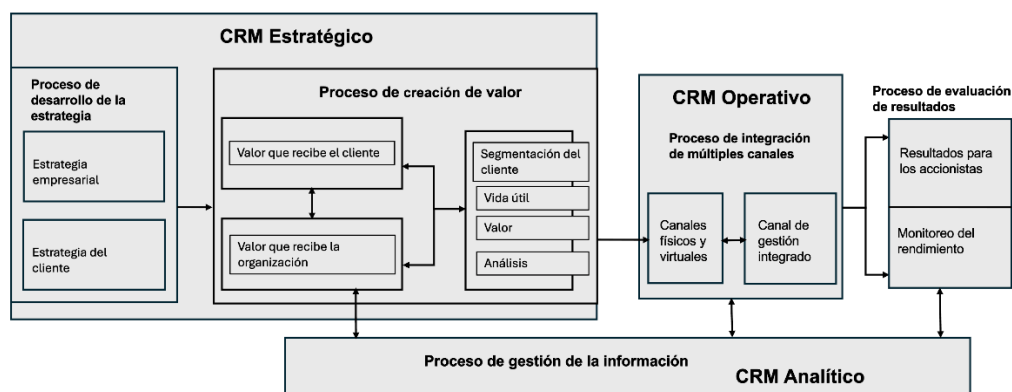 CRM Estratégico
Proceso de
desarrollo de la
estrategia
Estrategia
empresarial
Estrategia del
cliente
Proceso de creación de valor
Valor que recibe el cliente
Valor que recibe la
organización
Segmentación del
cliente
Vida útil
Valor
Análisis
CRM Operativo
Proceso de integración
de múltiples canales
Canales
físicos y
virtuales
Canal de
gestión
integrado
Proceso de evaluación
de resultados
Resultados para
los accionistas
Monitoreo del
rendimiento
Proceso de gestión de la información
CRM Analítico